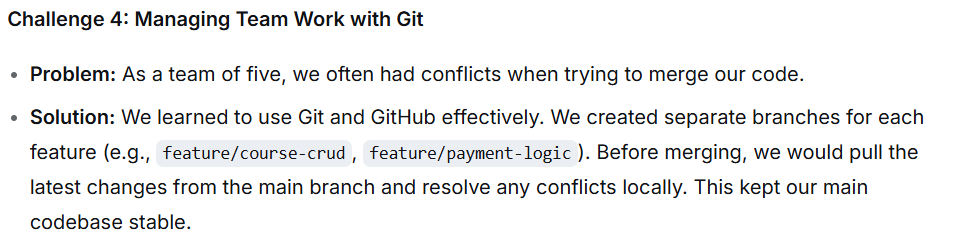 Challenge 4: Managing Team Work with Git
• Problem: As a team of five, we often had conflicts when trying to merge our code.
• Solution: We learned to use Git and GitHub effectively. We created separate branches for each
feature (e.g., feature/course-crud, feature/payment-logic). Before merging, we would pull the
latest changes from the main branch and resolve any conflicts locally. This kept our main
codebase stable.